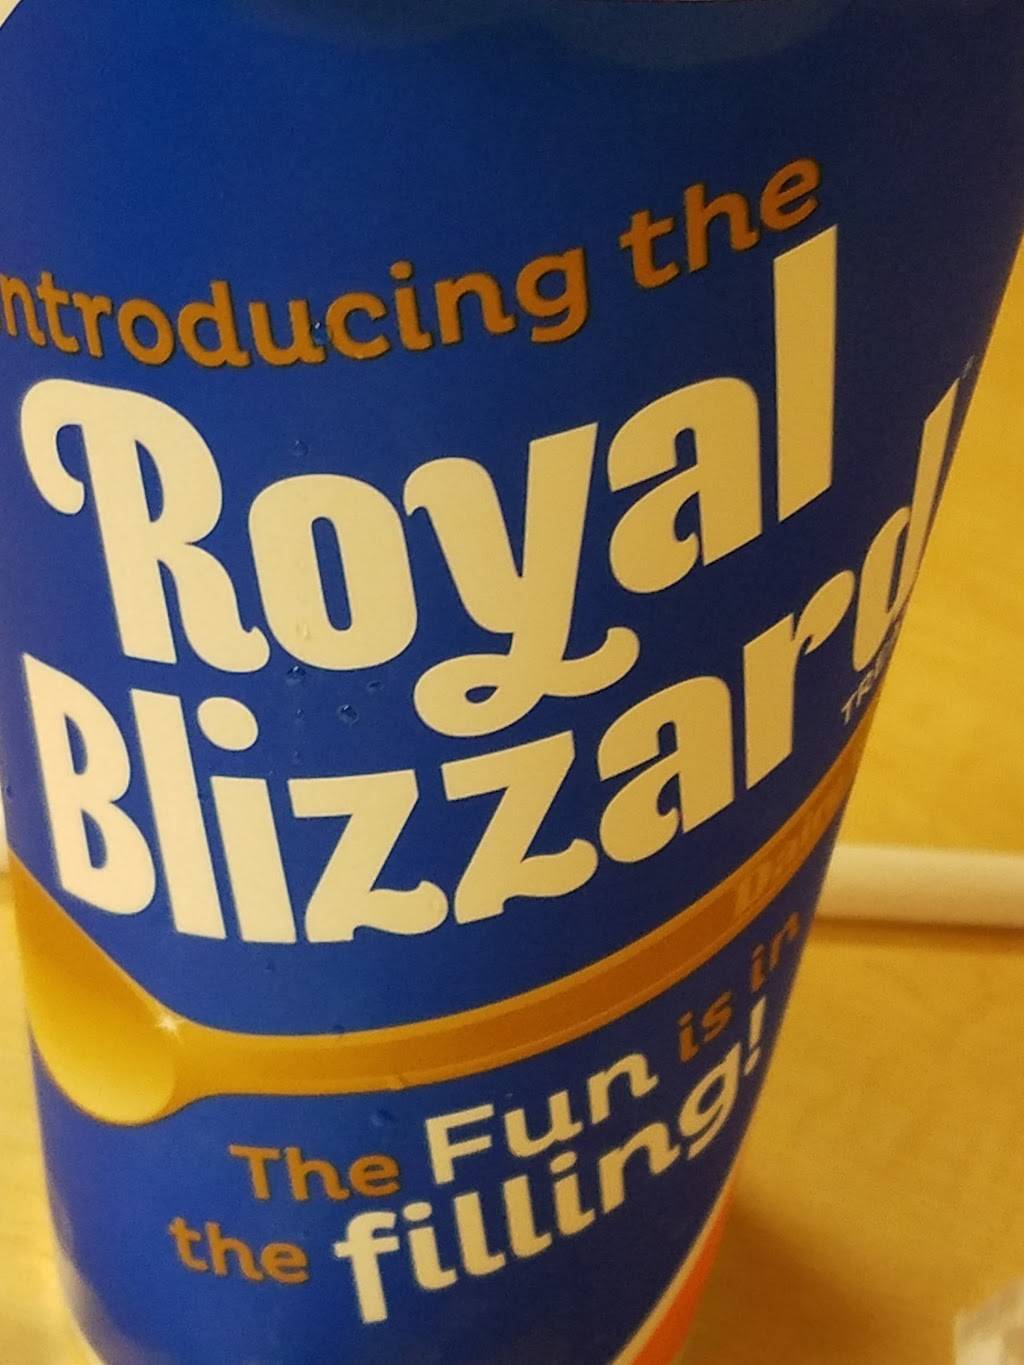 ntroducing the
Royal
Blizzard
The Fun is in
the filling!